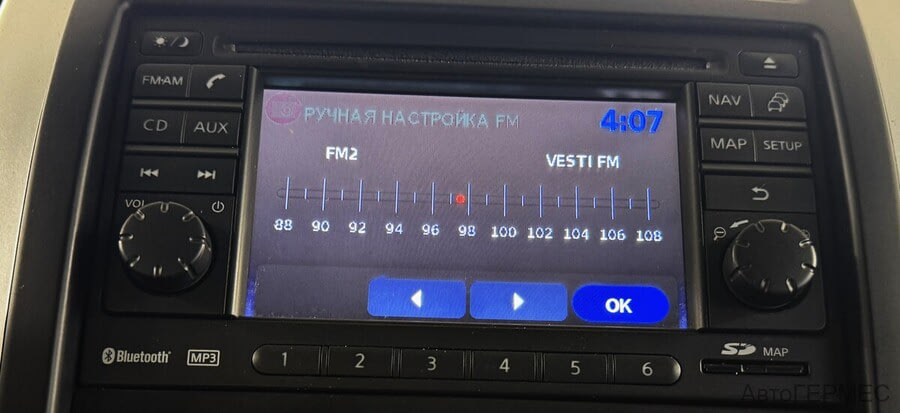 FM·AM
CD AUX
VOL
РУЧНАЯ НАСТРОЙКА FM 4:07
FM2 VESTI FM
88 90 92 94 96 98 100 102 104 106 108
OK
NAV
MAP SETUP
Bluetooth® MP3
1 2 3 4 5 6
SD MAP
АвтоГЕРМЕС